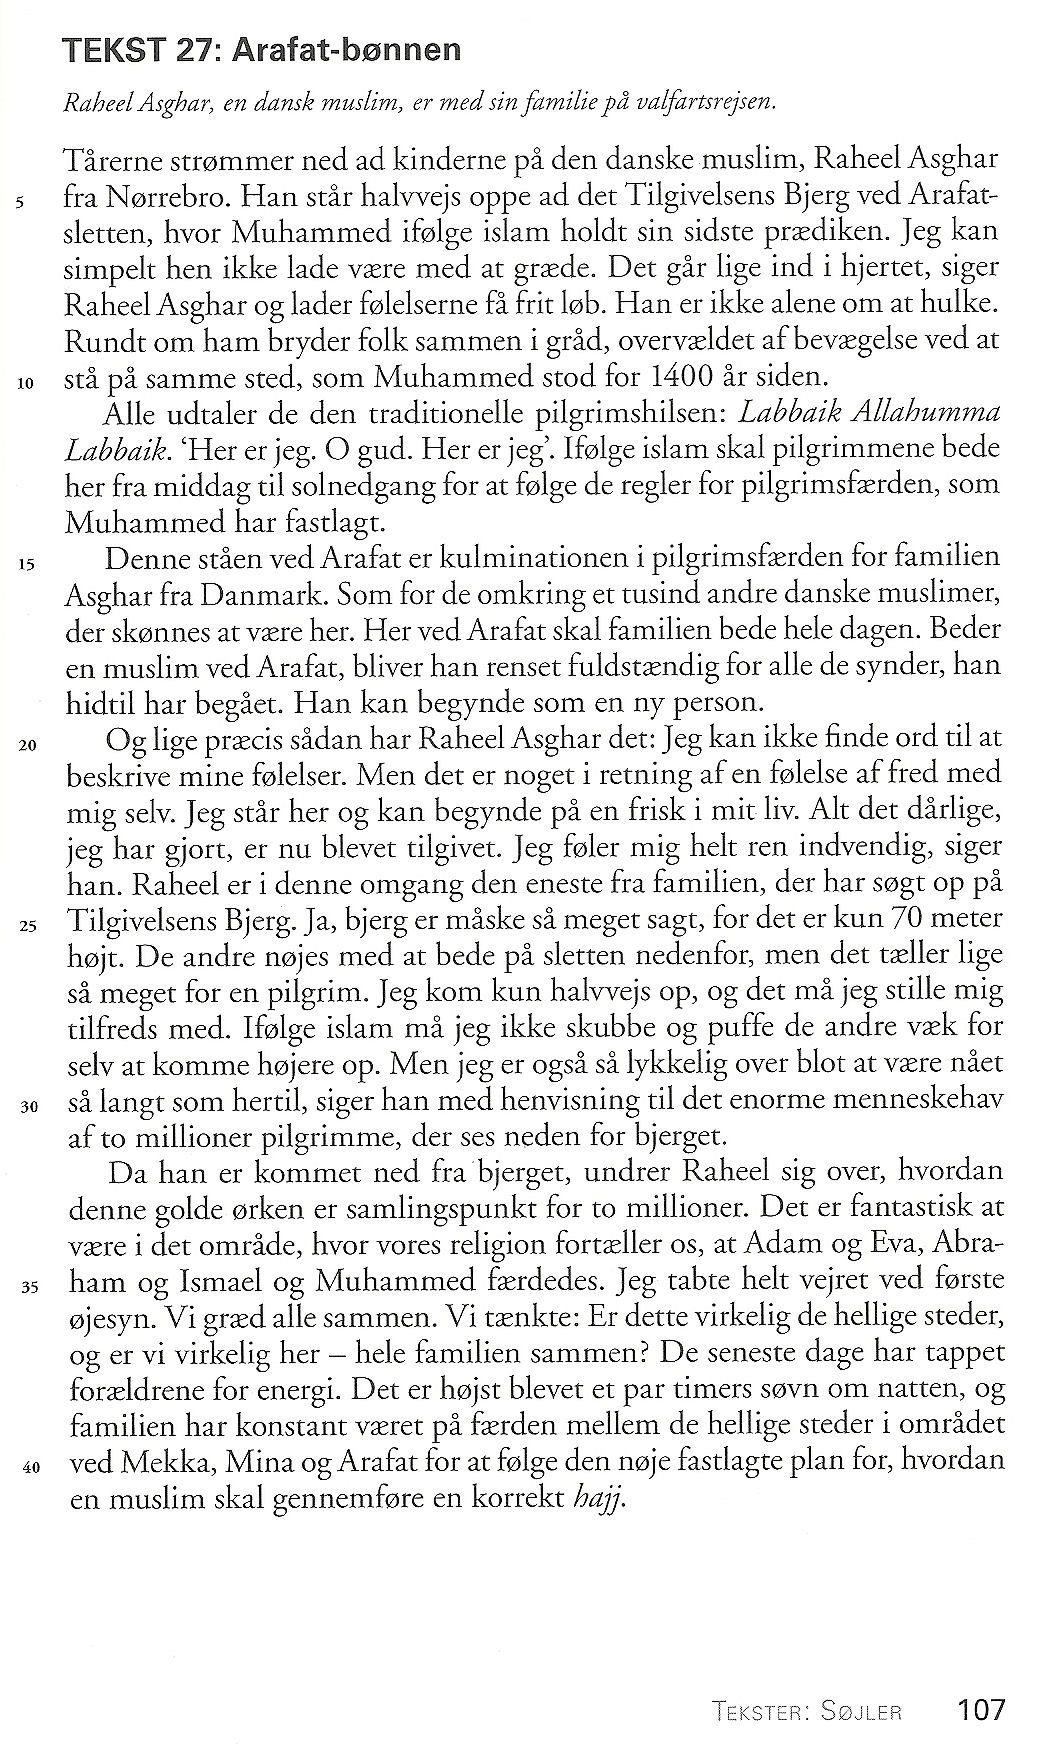 TEKST 27: Arafat-bønnen
Raheel Asghar, en dansk muslim, er med sin familie på valfartsrejsen.
Tårerne strømmer ned ad kinderne på den danske muslim, Raheel Asghar
5 fra Nørrebro. Han står halvvejs oppe ad det Tilgivelsens Bjerg ved Arafat-
sletten, hvor Muhammed ifølge islam holdt sin sidste prædiken. Jeg kan
simpelt hen ikke lade være med at græde. Det går lige ind i hjertet, siger
Raheel Asghar og lader følelserne få frit løb. Han er ikke alene om at hulke.
Rundt om ham bryder folk sammen i gråd, overvældet af bevægelse ved at
10 stå på samme sted, som Muhammed stod for 1400 år siden.
Alle udtaler de den traditionelle pilgrimshilsen: Labbaik Allahumma
Labbaik. ‘Her er jeg. O gud. Her er jeg’. Ifølge islam skal pilgrimmene bede
her fra middag til solnedgang for at følge de regler for pilgrimsfærden, som
Muhammed har fastlagt.
15 Denne ståen ved Arafat er kulminationen i pilgrimsfærden for familien
Asghar fra Danmark. Som for de omkring et tusind andre danske muslimer,
der skønnes at være her. Her ved Arafat skal familien bede hele dagen. Beder
en muslim ved Arafat, bliver han renset fuldstændig for alle de synder, han
hidtil har begået. Han kan begynde som en ny person.
20 Og lige præcis sådan har Raheel Asghar det: Jeg kan ikke finde ord til at
beskrive mine følelser. Men det er noget i retning af en følelse af fred med
mig selv. Jeg står her og kan begynde på en frisk i mit liv. Alt det dårlige,
jeg har gjort, er nu blevet tilgivet. Jeg føler mig helt ren indvendig, siger
han. Raheel er i denne omgang den eneste fra familien, der har søgt op på
25 Tilgivelsens Bjerg. Ja, bjerg er måske så meget sagt, for det er kun 70 meter
højt. De andre nøjes med at bede på sletten nedenfor, men det tæller lige
så meget for en pilgrim. Jeg kom kun halvvejs op, og det må jeg stille mig
tilfreds med. Ifølge islam må jeg ikke skubbe og puffe de andre væk for
selv at komme højere op. Men jeg er også så lykkelig over blot at være nået
30 så langt som hertil, siger han med henvisning til det enorme menneskehav
af to millioner pilgrimme, der ses neden for bjerget.
Da han er kommet ned fra bjerget, undrer Raheel sig over, hvordan
denne golde ørken er samlingspunkt for to millioner. Det er fantastisk at
være i det område, hvor vores religion fortæller os, at Adam og Eva, Abra-
35 ham og Ismael og Muhammed færdedes. Jeg tabte helt vejret ved første
øjesyn. Vi græd alle sammen. Vi tænkte: Er dette virkelig de hellige steder,
og er vi virkelig her – hele familien sammen? De seneste dage har tappet
forældrene for energi. Det er højst blevet et par timers søvn om natten, og
familien har konstant været på færden mellem de hellige steder i området
40 ved Mekka, Mina og Arafat for at følge den nøje fastlagte plan for, hvordan
en muslim skal gennemføre en korrekt hajj.
TEKSTER: SØJLER 107